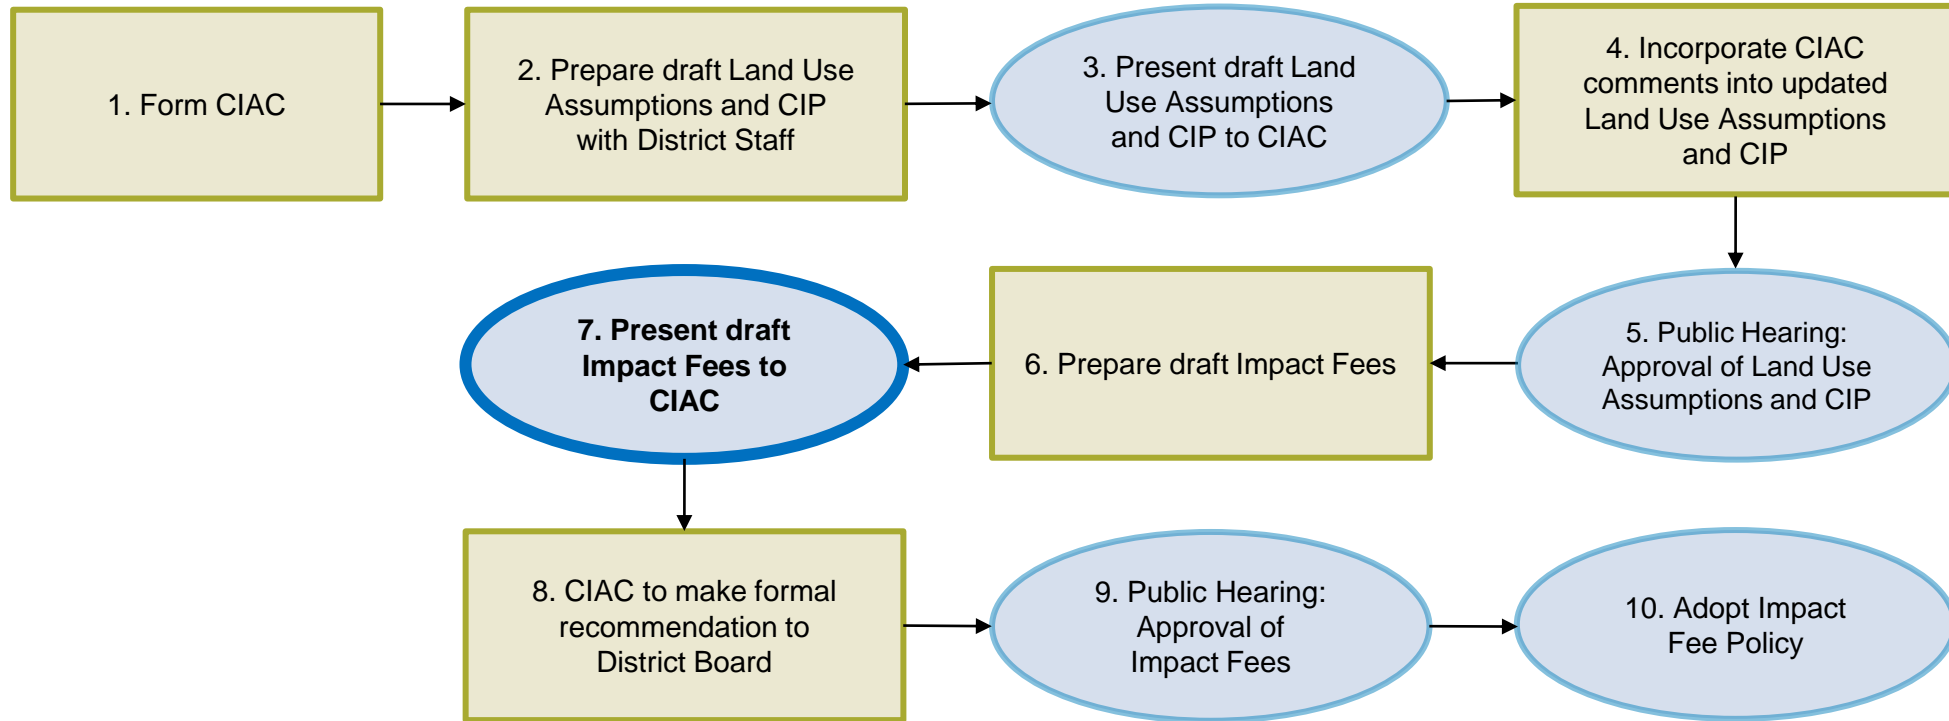 1. Form CIAC
2. Prepare draft Land Use
Assumptions and CIP
with District Staff
3. Present draft Land
Use Assumptions
and CIP to CIAC
4. Incorporate CIAC
comments into updated
Land Use Assumptions
and CIP
5. Public Hearing:
Approval of Land Use
Assumptions and CIP
6. Prepare draft Impact Fees
7. Present draft
Impact Fees to
CIAC
8. CIAC to make formal
recommendation to
District Board
9. Public Hearing:
Approval of
Impact Fees
10. Adopt Impact
Fee Policy